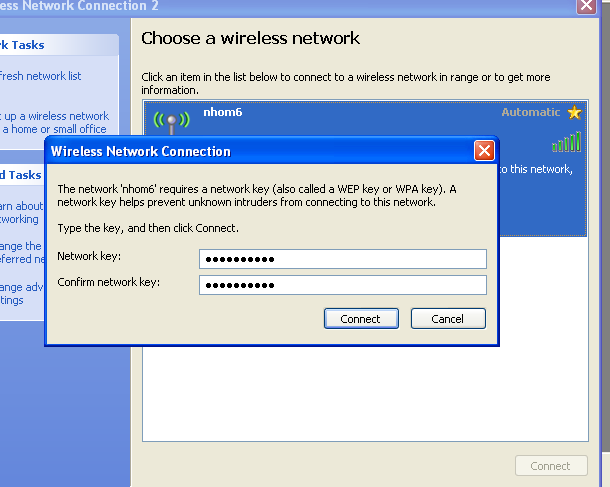 ess Network Connection 2
rk Tasks
fresh network list
t up a wireless network
a home or small office
d Tasks
arn about
tworking
ange the
eferred ne
ange adv
ttings
Choose a wireless network
Click an item in the list below to connect to a wireless network in range or to get more
information.
nhom6
Automatic
to this network,
Wireless Network Connection
The network 'nhom6' requires a network key (also called a WEP key or WPA key). A
network key helps prevent unknown intruders from connecting to this network.
Type the key, and then click Connect.
Network key:
●●●●●●●●●●
Confirm network key:
●●●●●●●●●●
Connect
Cancel
Connect